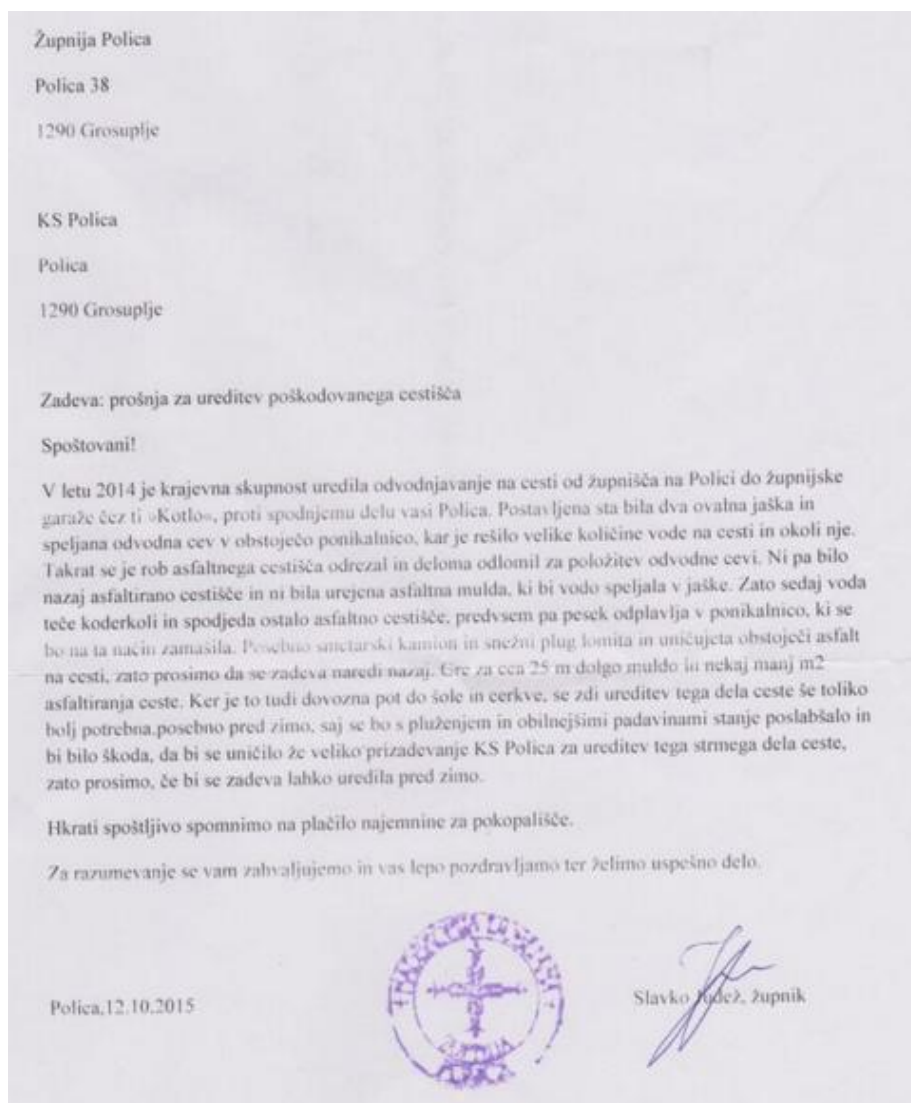 Župnija Polica
Polica 38
1290 Grosuplje
KS Polica
Polica
1290 Grosuplje
Zadeva: prošnja za ureditev poškodovanega cestišča
Spoštovani!
V letu 2014 je krajevna skupnost uredila odvodnjavanje na cesti od župnišča na Polici do župnijske
garaže čez ti »Kotlo«, proti spodnjemu delu vasi Polica. Postavljena sta bila dva ovalna jaška in
speljana odvodna cev v obstoječo ponikalnico, kar je rešilo velike količine vode na cesti in okoli nje.
Takrat se je rob asfaltnega cestišča odrezal in deloma odlomil za položitev odvodne cevi. Ni pa bilo
nazaj asfaltirano cestišče in ni bila urejena asfaltna mulda, ki bi vodo speljala v jaške. Zato sedaj voda
teče koderkoli in spodjeda ostalo asfaltno cestišče, predvsem pa pesek odplavlja v ponikalnico, ki se
bo na ta način zamašila. Posebno smetarski kamion in snežni plug lomita in uničujeta obstoječi asfalt
na cesti, zato prosimo da se zadeva naredi nazaj. Gre za cca 25 m dolgo muldo in nekaj manj m2
asfaltiranja ceste. Ker je to tudi dovozna pot do šole in cerkve, se zdi ureditev tega dela ceste še toliko
bolj potrebna.posebno pred zimo, saj se bo s pluženjem in obilnejšimi padavinami stanje poslabšalo in
bi bilo škoda, da bi se uničilo že veliko prizadevanje KS Polica za ureditev tega strmega dela ceste,
zato prosimo, če bi se zadeva lahko uredila pred zimo.
Hkrati spoštljivo spomnimo na plačilo najemnine za pokopališče.
Za razumevanje se vam zahvaljujemo in vas lepo pozdravljamo ter želimo uspešno delo.
Polica,12.10.2015
ŽUPNIJA
POLICA
Slavko Judež, župnik